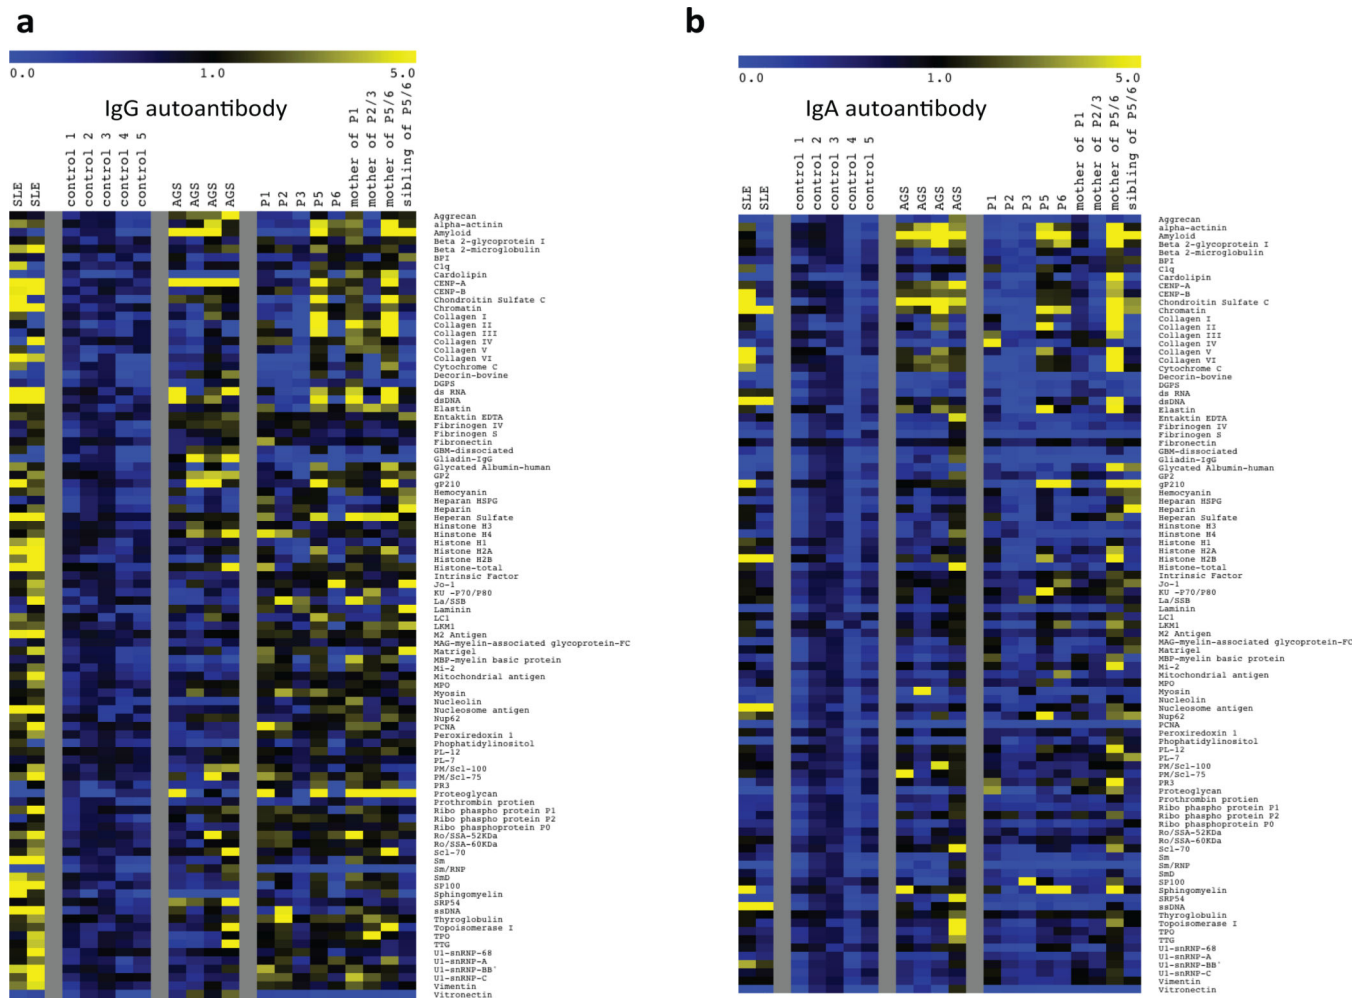 a
0.0 1.0 5.0
IgG autoantibody
SLE
SLE
control 1
control 2
control 3
control 4
control 5
AGS
AGS
AGS
AGS
P1
P2
P3
P5
P6
mother of P1
mother of P2/3
mother of P5/6
sibling of P5/6
Aggrecan
alpha-actinin
Amyloid
Beta 2-glycoprotein I
Beta 2-microglobulin
BPI
C1q
Cardolipin
CENP-A
CENP-B
Chondroitin Sulfate C
Chromatin
Collagen I
Collagen II
Collagen III
Collagen IV
Collagen V
Collagen VI
Cytochrome C
Decorin-bovine
DGPS
ds RNA
dsDNA
Elastin
Entaktin EDTA
Fibrinogen IV
Fibrinogen S
Fibronectin
GBM-dissociated
Gliadin-IgG
Glycated Albumin-human
GP2
gP210
Hemocyanin
Heparan HSPG
Heparin
Heperan Sulfate
Hinstone H3
Hinstone H4
Histone H1
Histone H2A
Histone H2B
Histone-total
Intrinsic Factor
Jo-1
KU -P70/P80
La/SSB
Laminin
LC1
LKM1
M2 Antigen
MAG-myelin-associated glycoprotein-FC
Matrigel
MBP-myelin basic protein
Mi-2
Mitochondrial antigen
MPO
Myosin
Nucleolin
Nucleosome antigen
Nup62
PCNA
Peroxiredoxin 1
Phophatidylinositol
PL-12
PL-7
PM/Scl-100
PM/Scl-75
PR3
Proteoglycan
Prothrombin protien
Ribo phospho protein P1
Ribo phospho protein P2
Ribo phosphoprotein P0
Ro/SSA-52KDa
Ro/SSA-60KDa
Scl-70
Sm
Sm/RNP
SmD
SP100
Sphingomyelin
SRP54
ssDNA
Thyroglobulin
Topoisomerase I
TPO
TTG
U1-snRNP-68
U1-snRNP-A
U1-snRNP-BB'
U1-snRNP-C
Vimentin
Vitronectin
b
0.0 1.0 5.0
IgA autoantibody
SLE
SLE
control 1
control 2
control 3
control 4
control 5
AGS
AGS
AGS
AGS
P1
P2
P3
P5
P6
mother of P1
mother of P2/3
mother of P5/6
sibling of P5/6
Aggrecan
alpha-actinin
Amyloid
Beta 2-glycoprotein I
Beta 2-microglobulin
BPI
C1q
Cardolipin
CENP-A
CENP-B
Chondroitin Sulfate C
Chromatin
Collagen I
Collagen II
Collagen III
Collagen IV
Collagen V
Collagen VI
Cytochrome C
Decorin-bovine
DGPS
ds RNA
dsDNA
Elastin
Entaktin EDTA
Fibrinogen IV
Fibrinogen S
Fibronectin
GBM-dissociated
Gliadin-IgG
Glycated Albumin-human
GP2
gP210
Hemocyanin
Heparan HSPG
Heparin
Heperan Sulfate
Hinstone H3
Hinstone H4
Histone H1
Histone H2A
Histone H2B
Histone-total
Intrinsic Factor
Jo-1
KU -P70/P80
La/SSB
Laminin
LC1
LKM1
M2 Antigen
MAG-myelin-associated glycoprotein-FC
Matrigel
MBP-myelin basic protein
Mi-2
Mitochondrial antigen
MPO
Myosin
Nucleolin
Nucleosome antigen
Nup62
PCNA
Peroxiredoxin 1
Phophatidylinositol
PL-12
PL-7
PM/Scl-100
PM/Scl-75
PR3
Proteoglycan
Prothrombin protien
Ribo phospho protein P1
Ribo phospho protein P2
Ribo phosphoprotein P0
Ro/SSA-52KDa
Ro/SSA-60KDa
Scl-70
Sm
Sm/RNP
SmD
SP100
Sphingomyelin
SRP54
ssDNA
Thyroglobulin
Topoisomerase I
TPO
TTG
U1-snRNP-68
U1-snRNP-A
U1-snRNP-BB'
U1-snRNP-C
Vimentin
Vitronectin